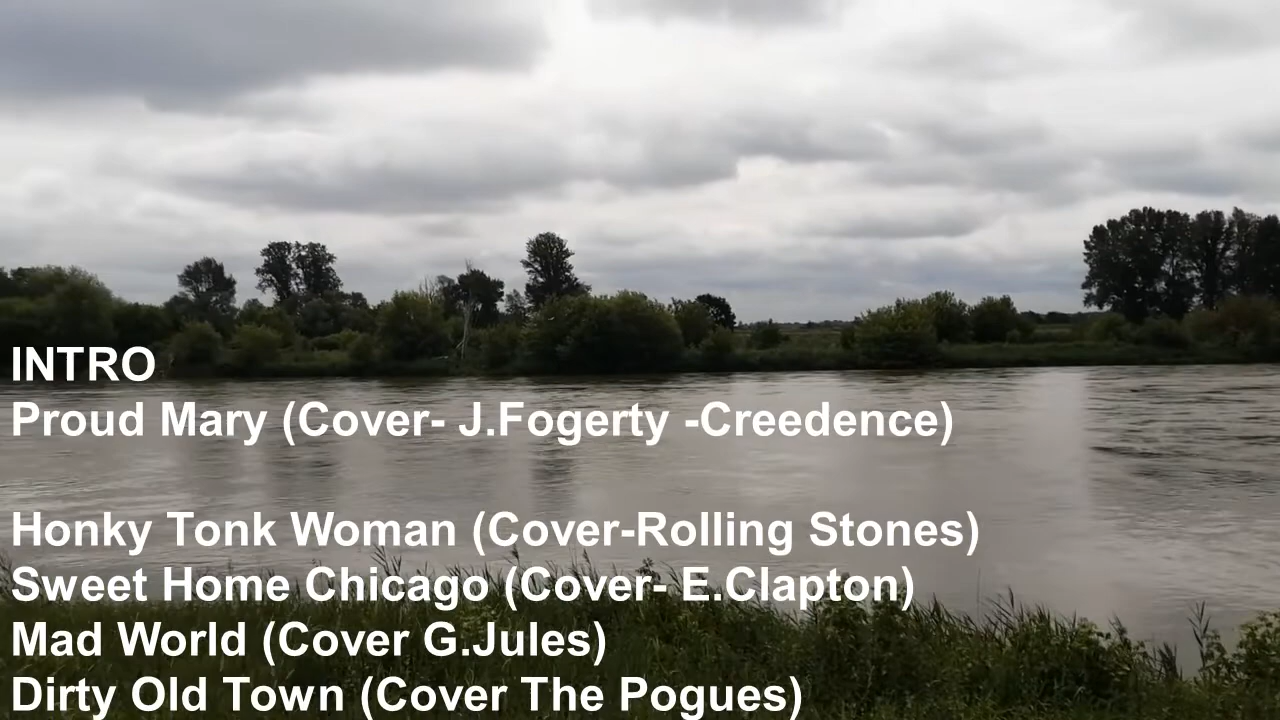 INTRO
Proud Mary (Cover- J.Fogerty -Creedence)
Honky Tonk Woman (Cover-Rolling Stones)
Sweet Home Chicago (Cover- E.Clapton)
Mad World (Cover G.Jules)
Dirty Old Town (Cover The Pogues)